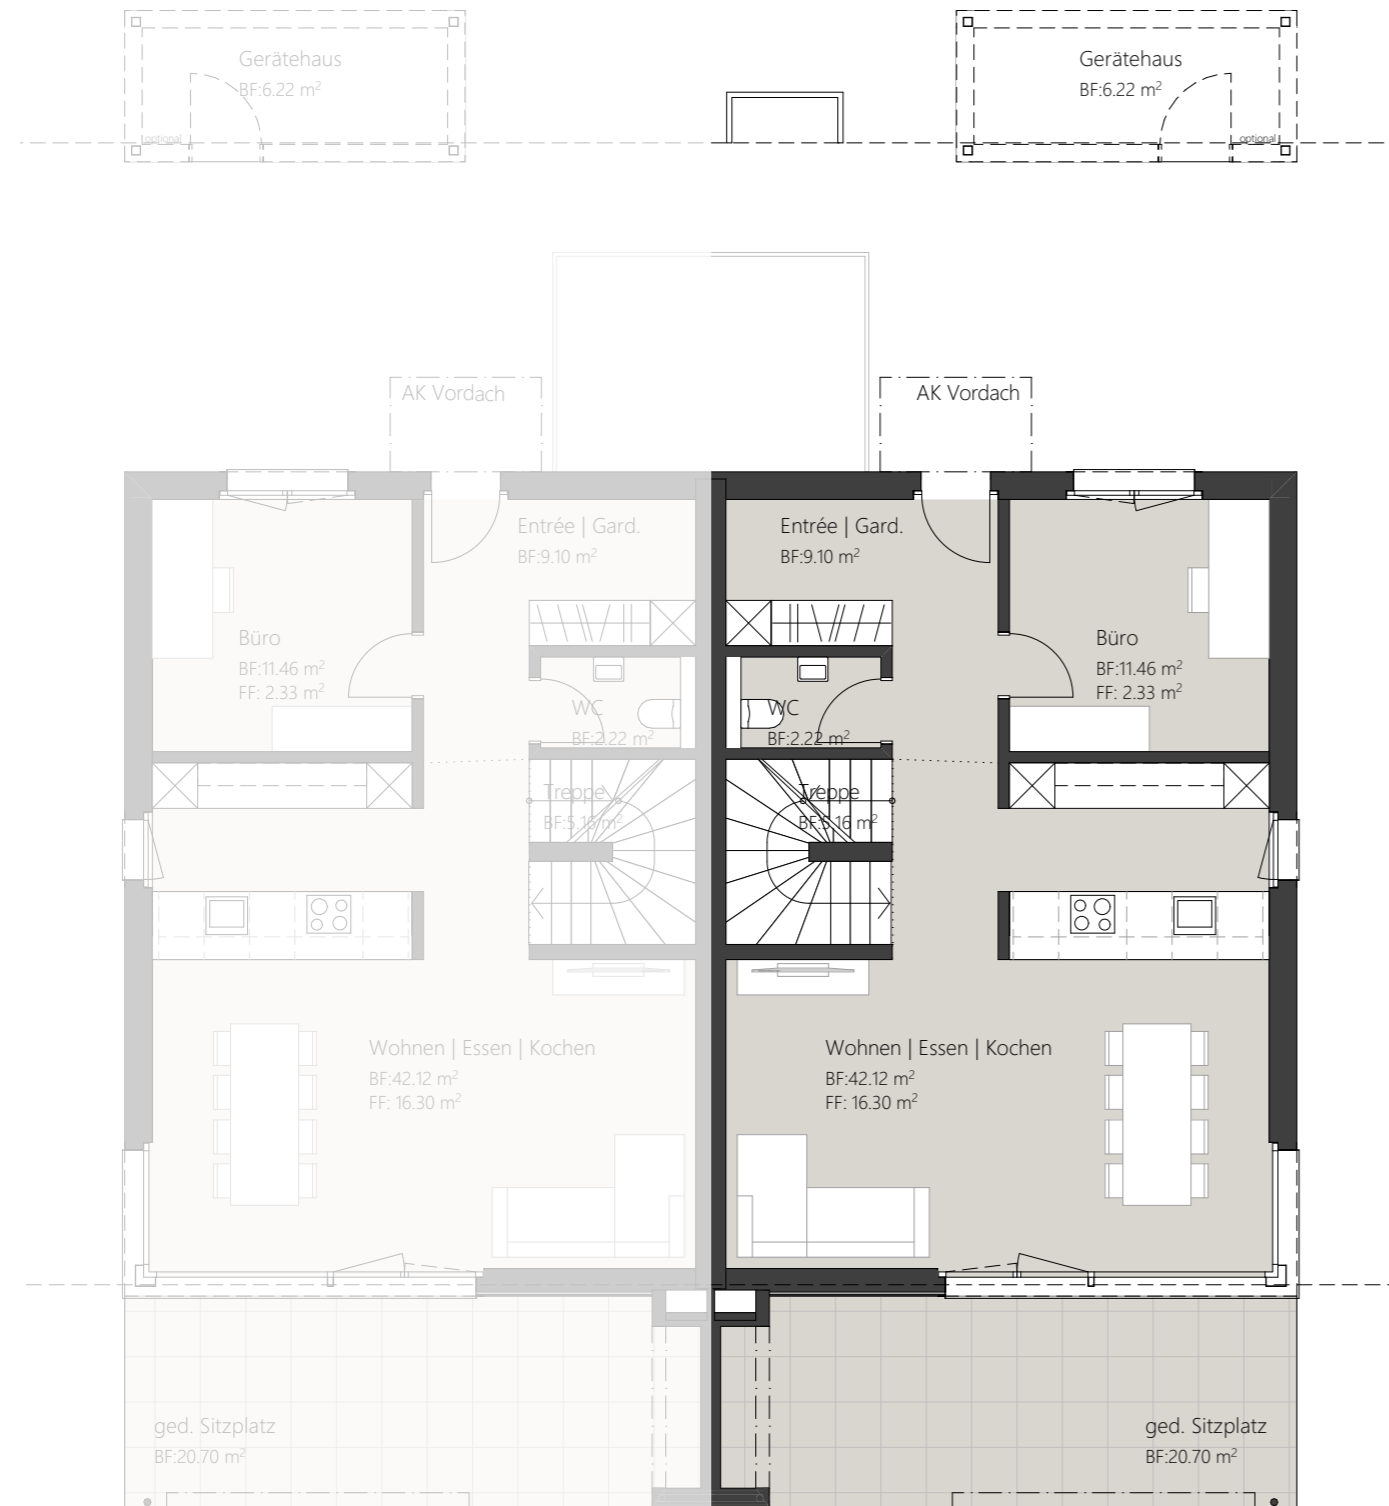 Gerätehaus
BF:6.22 m²
optional
Gerätehaus
BF:6.22 m²
optional
AK Vordach
AK Vordach
Entrée | Gard.
BF:9.10 m²
Entrée | Gard.
BF:9.10 m²
Büro
BF:11.46 m²
FF: 2.33 m²
WC
BF:2.22 m²
WC
BF:2.22 m²
Büro
BF:11.46 m²
FF: 2.33 m²
Treppe
BF:5.16 m²
Treppe
BF:5.16 m²
Wohnen | Essen | Kochen
BF:42.12 m²
FF: 16.30 m²
Wohnen | Essen | Kochen
BF:42.12 m²
FF: 16.30 m²
ged. Sitzplatz
BF:20.70 m²
ged. Sitzplatz
BF:20.70 m²